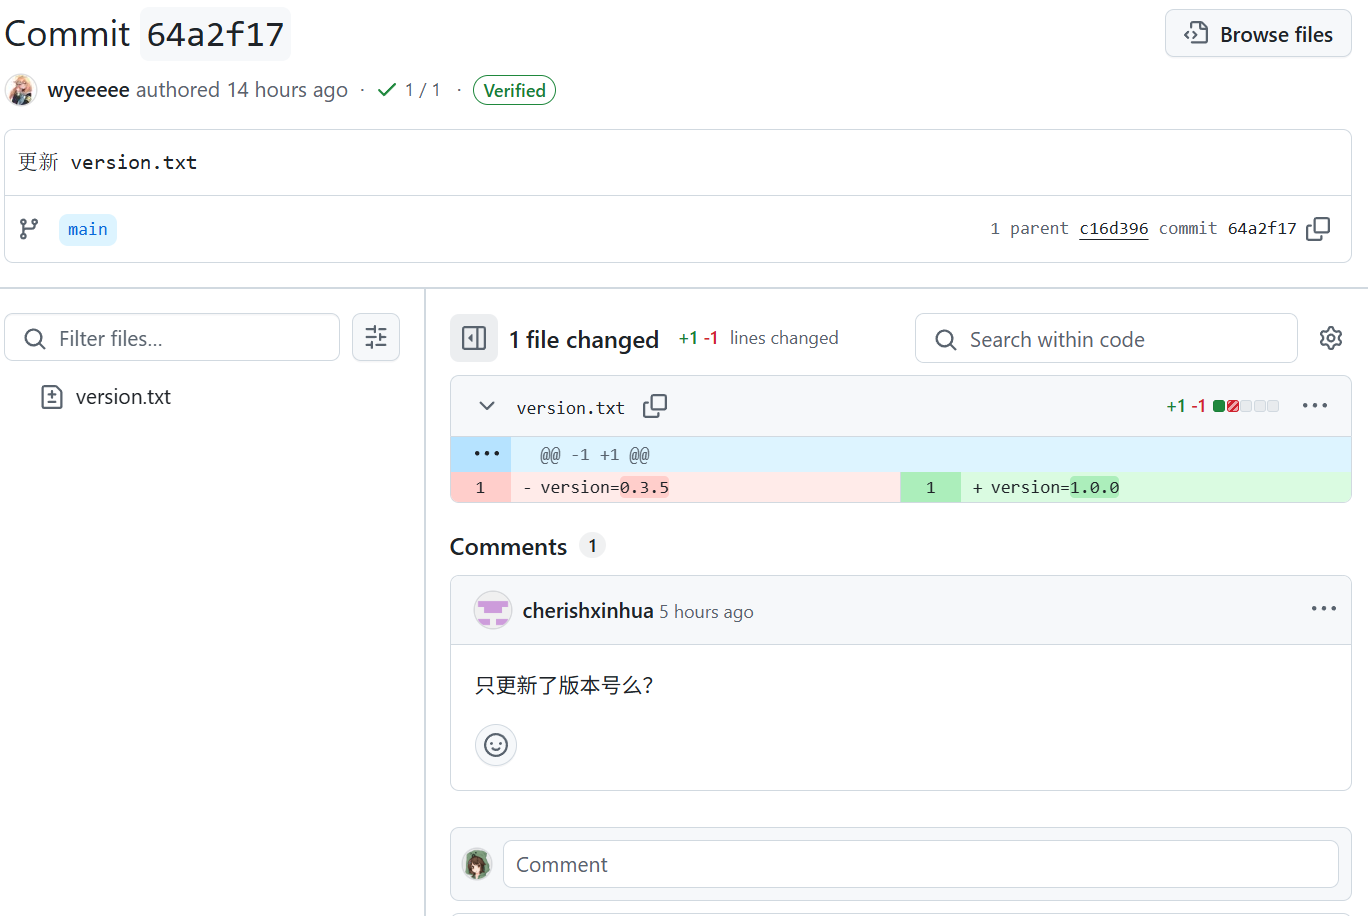 Commit 64a2f17
Browse files
wyeeeee authored 14 hours ago · 1 / 1 · Verified
更新 version.txt
main
1 parent c16d396 commit 64a2f17
Filter files...
version.txt
1 file changed +1 -1 lines changed
Search within code
version.txt
+1 -1
@@ -1 +1 @@
1 - version=0.3.5
1 + version=1.0.0
Comments 1
cherishxinhua 5 hours ago
只更新了版本号么?
Comment